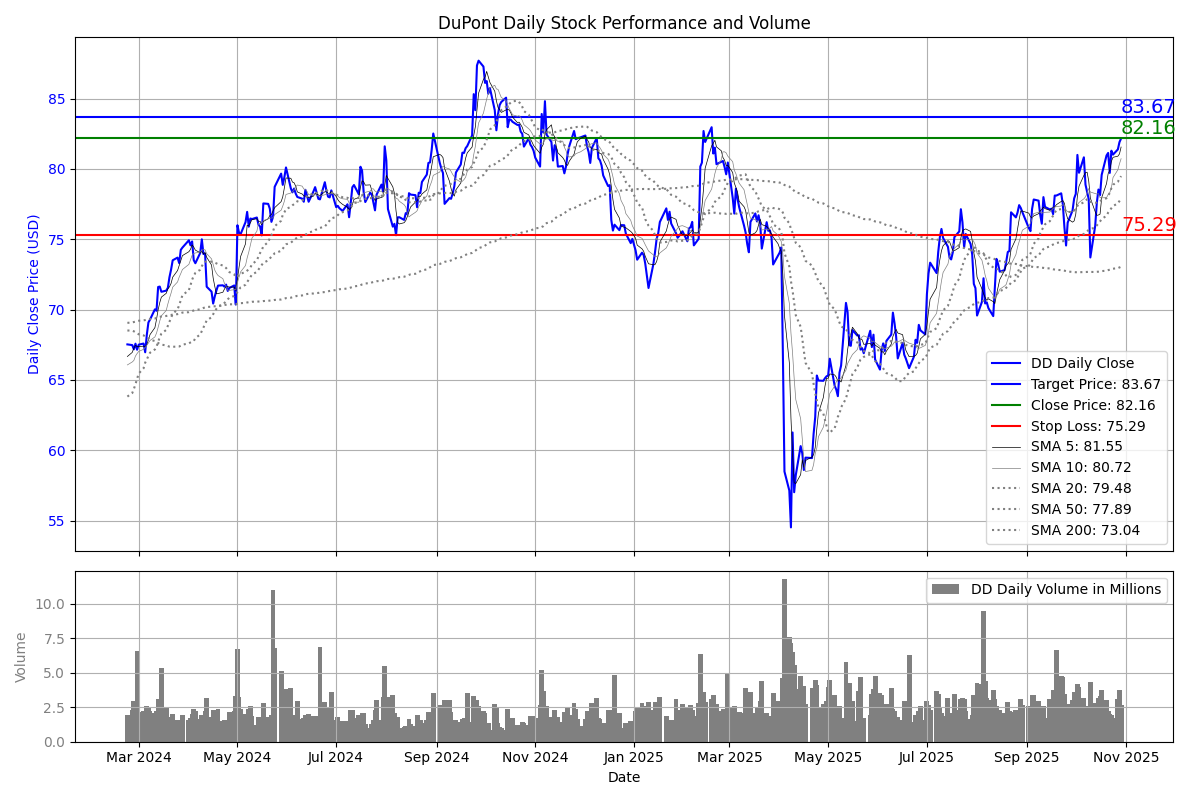 DuPont Daily Stock Performance and Volume
Daily Close Price (USD)
85
80
75
70
65
60
55
83.67
82.16
75.29
DD Daily Close
Target Price: 83.67
Close Price: 82.16
Stop Loss: 75.29
SMA 5: 81.55
SMA 10: 80.72
SMA 20: 79.48
SMA 50: 77.89
SMA 200: 73.04
Volume
10.0
7.5
5.0
2.5
0.0
DD Daily Volume in Millions
Mar 2024 May 2024 Jul 2024 Sep 2024 Nov 2024 Jan 2025 Mar 2025 May 2025 Jul 2025 Sep 2025 Nov 2025
Date